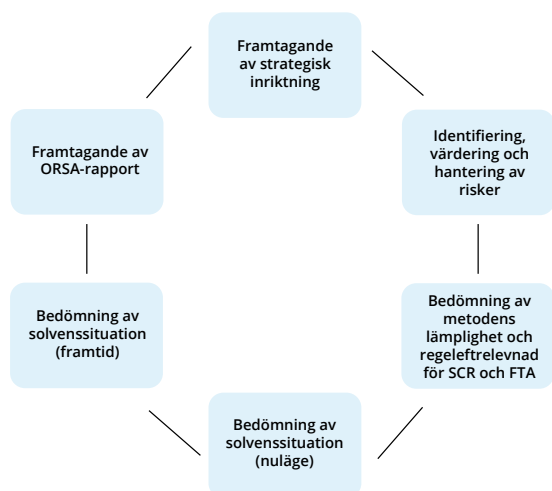 Framtagande
av strategisk
inriktning
Identifiering,
värdering och
hantering av
risker
Bedömning av
metodens
lämplighet och
regeleftrelevnad
för SCR och FTA
Bedömning av
solvenssituation
(nuläge)
Bedömning av
solvenssituation
(framtid)
Framtagande av
ORSA-rapport